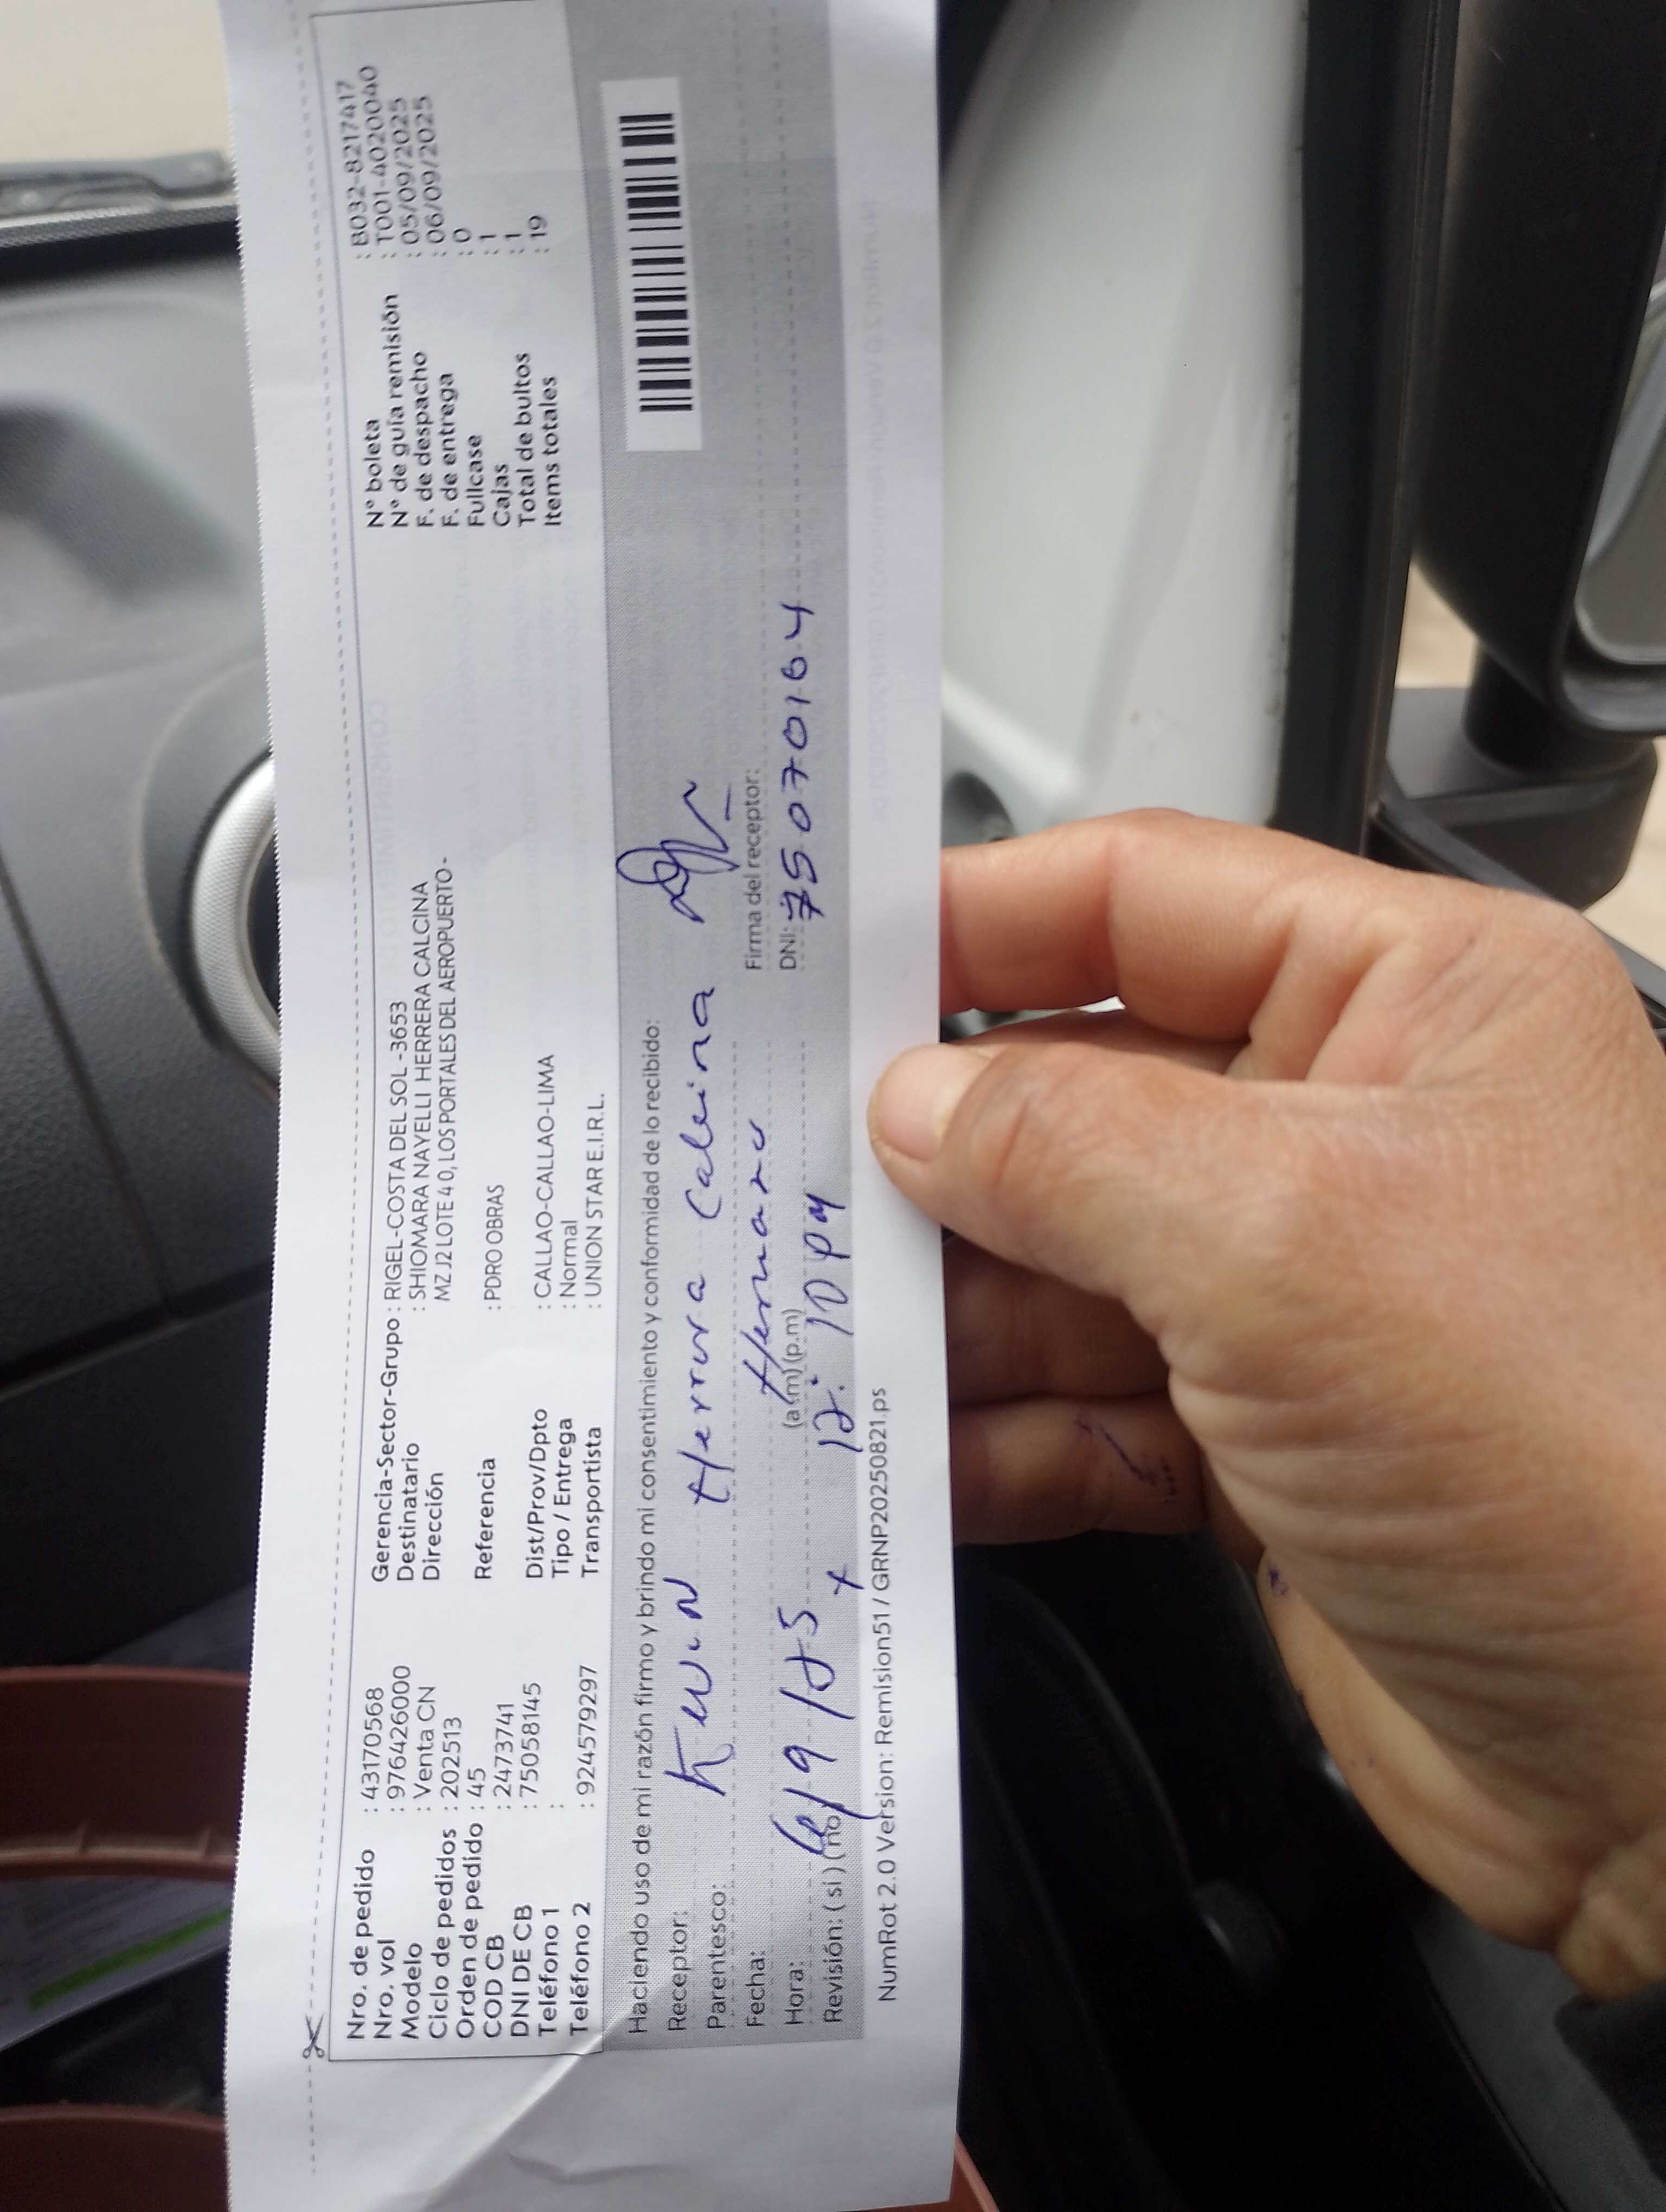 Nro. de pedido : 43170568
Nro. vol : 976426000
Modelo : Venta CN
Ciclo de pedidos : 202513
Orden de pedido : 45
COD CB : 2473741
DNI DE CB : 75058145
Teléfono 1 :
Teléfono 2 : 924579297
Gerencia-Sector-Grupo : RIGEL-COSTA DEL SOL -3653
Destinatario : SHIOMARA NAYELLI HERRERA CALCINA
Dirección MZ J2 LOTE 4 0, LOS PORTALES DEL AEROPUERTO -
Referencia : PDRO OBRAS
Dist/Prov/Dpto : CALLAO-CALLAO-LIMA
Tipo / Entrega : Normal
Transportista : UNION STAR E.I.R.L.
N° boleta : B032-8217417
N° de guía remisión : T001-4020040
F. de despacho : 05/09/2025
F. de entrega : 06/09/2025
Fullcase : 0
Cajas : 1
Total de bultos : 1
Items totales : 19
Haciendo uso de mi razón firmo y brindo mi consentimiento y conformidad de lo recibido:
Receptor: Kevin Herrera Calcina
Parentesco: Hermano
Firma del receptor:
Fecha: 6/9/25
DNI: 75070164
Hora: (a.m) (p.m) 12:10 pm
Revisión: ( si ) ( no ) x
NumRot 2.0 Version: Remision51 / GRNP20250821.ps